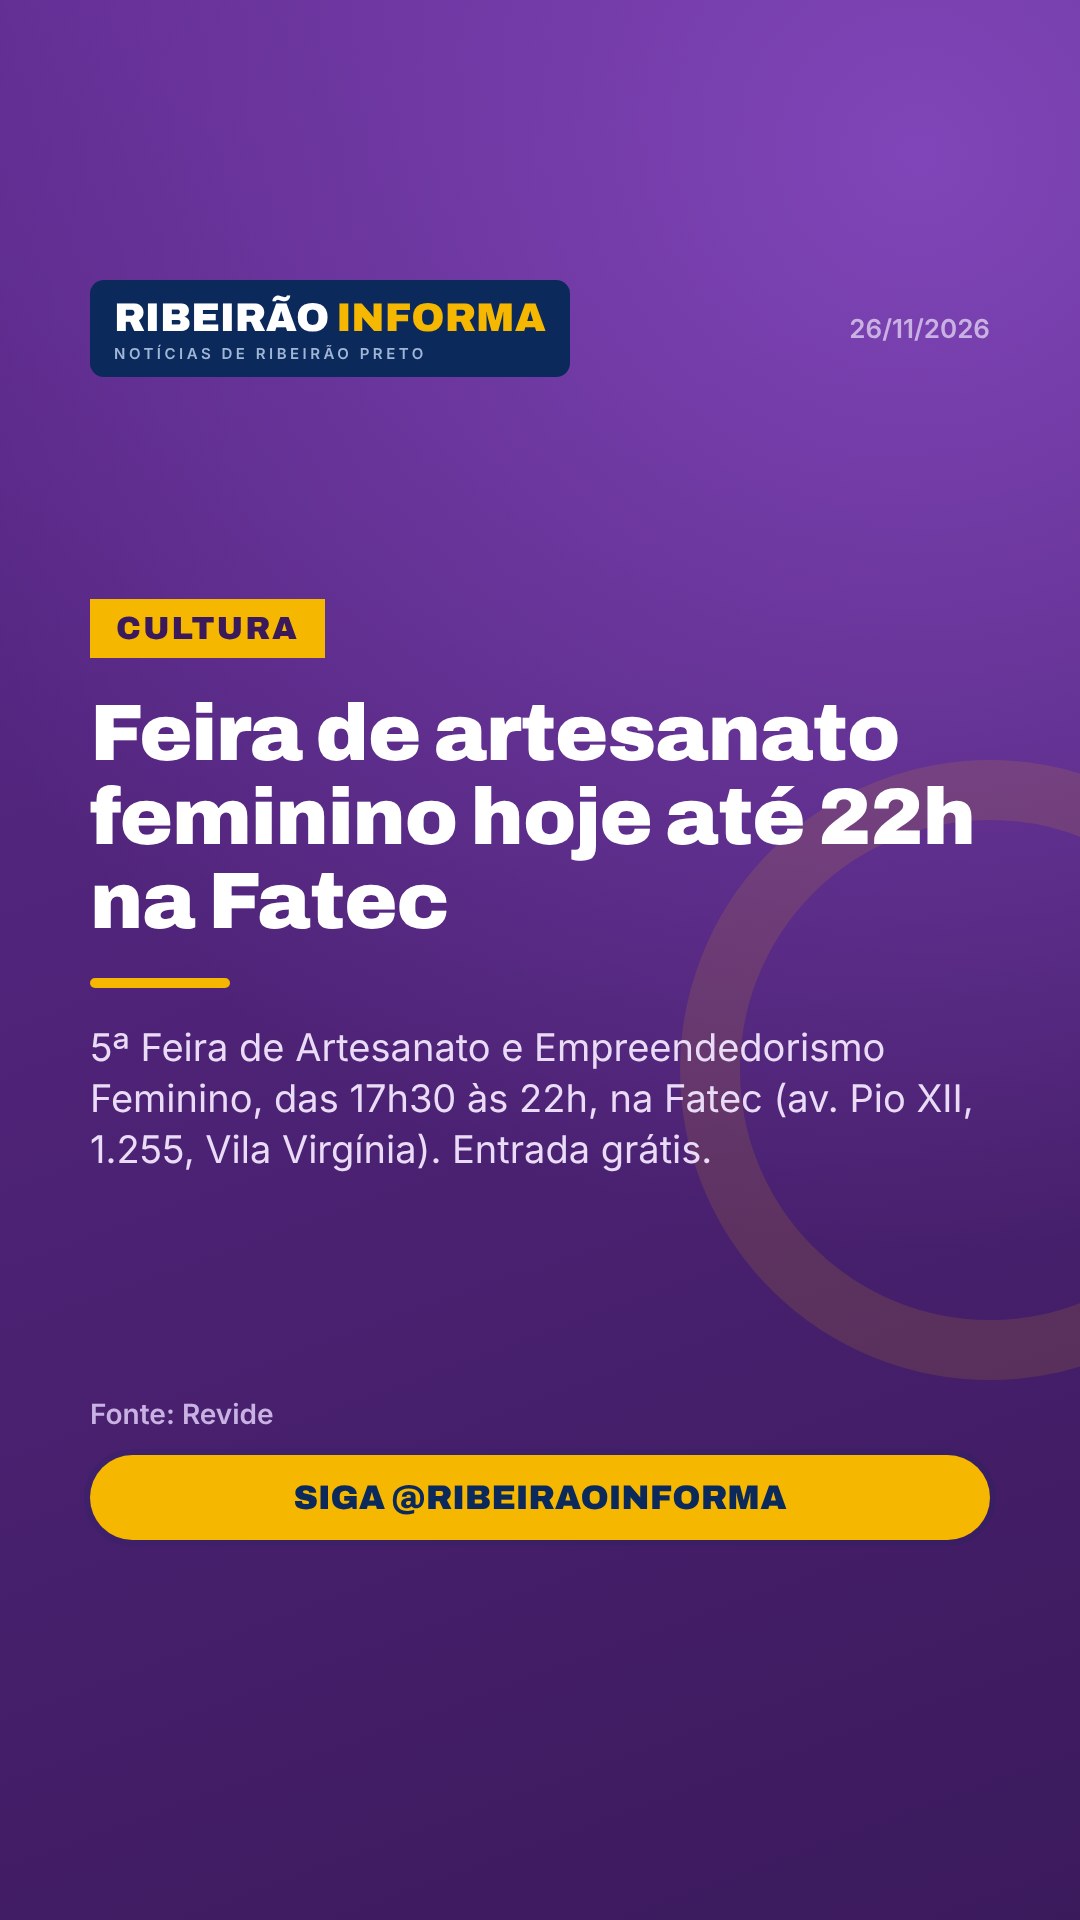 RIBEIRÃO INFORMA
NOTÍCIAS DE RIBEIRÃO PRETO
26/11/2026
CULTURA
Feira de artesanato
feminino hoje até 22h
na Fatec
5ª Feira de Artesanato e Empreendedorismo
Feminino, das 17h30 às 22h, na Fatec (av. Pio XII,
1.255, Vila Virgínia). Entrada grátis.
Fonte: Revide
SIGA @RIBEIRAOINFORMA